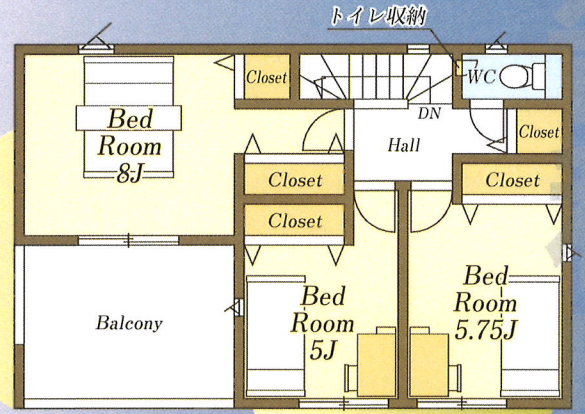 トイレ収納
Closet
WC
Bed
Room
8J
DN
Hall
Closet
Closet
Closet
Closet
Balcony
Bed
Room
5J
Bed
Room
5.75J